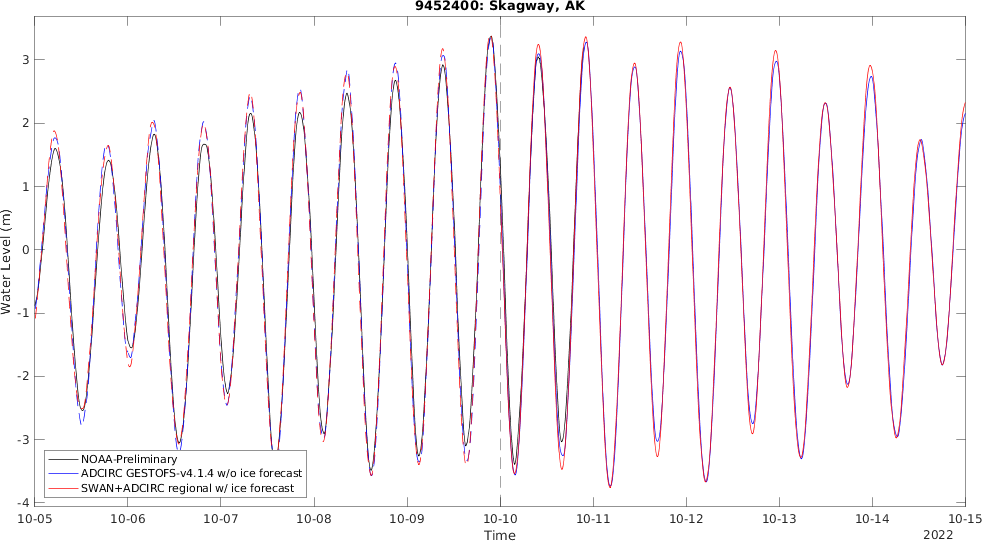 9452400: Skagway, AK
Water Level (m)
3
2
1
0
-1
-2
-3
-4
NOAA-Preliminary
ADCIRC GESTOFS-v4.1.4 w/o ice forecast
SWAN+ADCIRC regional w/ ice forecast
10-05 10-06 10-07 10-08 10-09 10-10 10-11 10-12 10-13 10-14 10-15
Time
2022